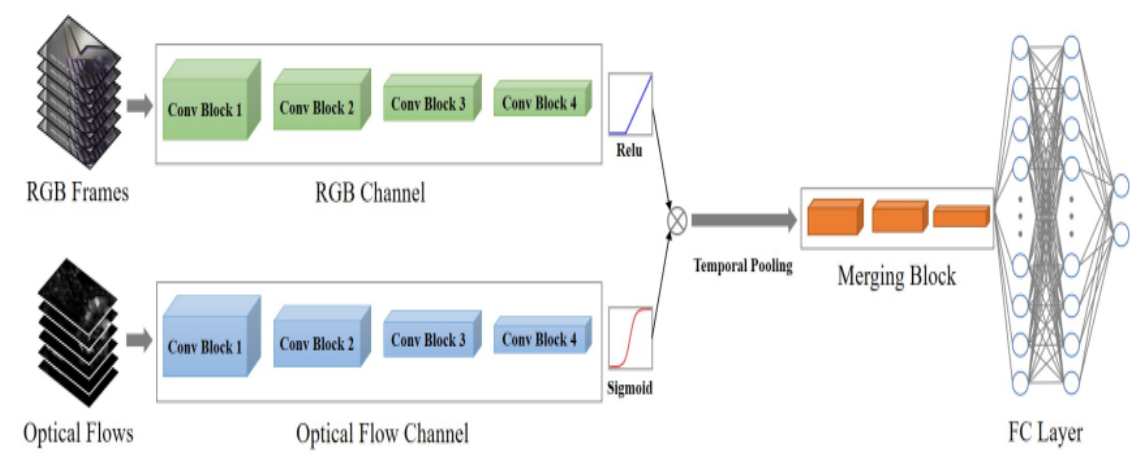 Conv Block 1
Conv Block 2
Conv Block 3
Conv Block 4
Relu
RGB Frames
RGB Channel
Temporal Pooling
Merging Block
Conv Block 1
Conv Block 2
Conv Block 3
Conv Block 4
Sigmoid
Optical Flows
Optical Flow Channel
FC Layer